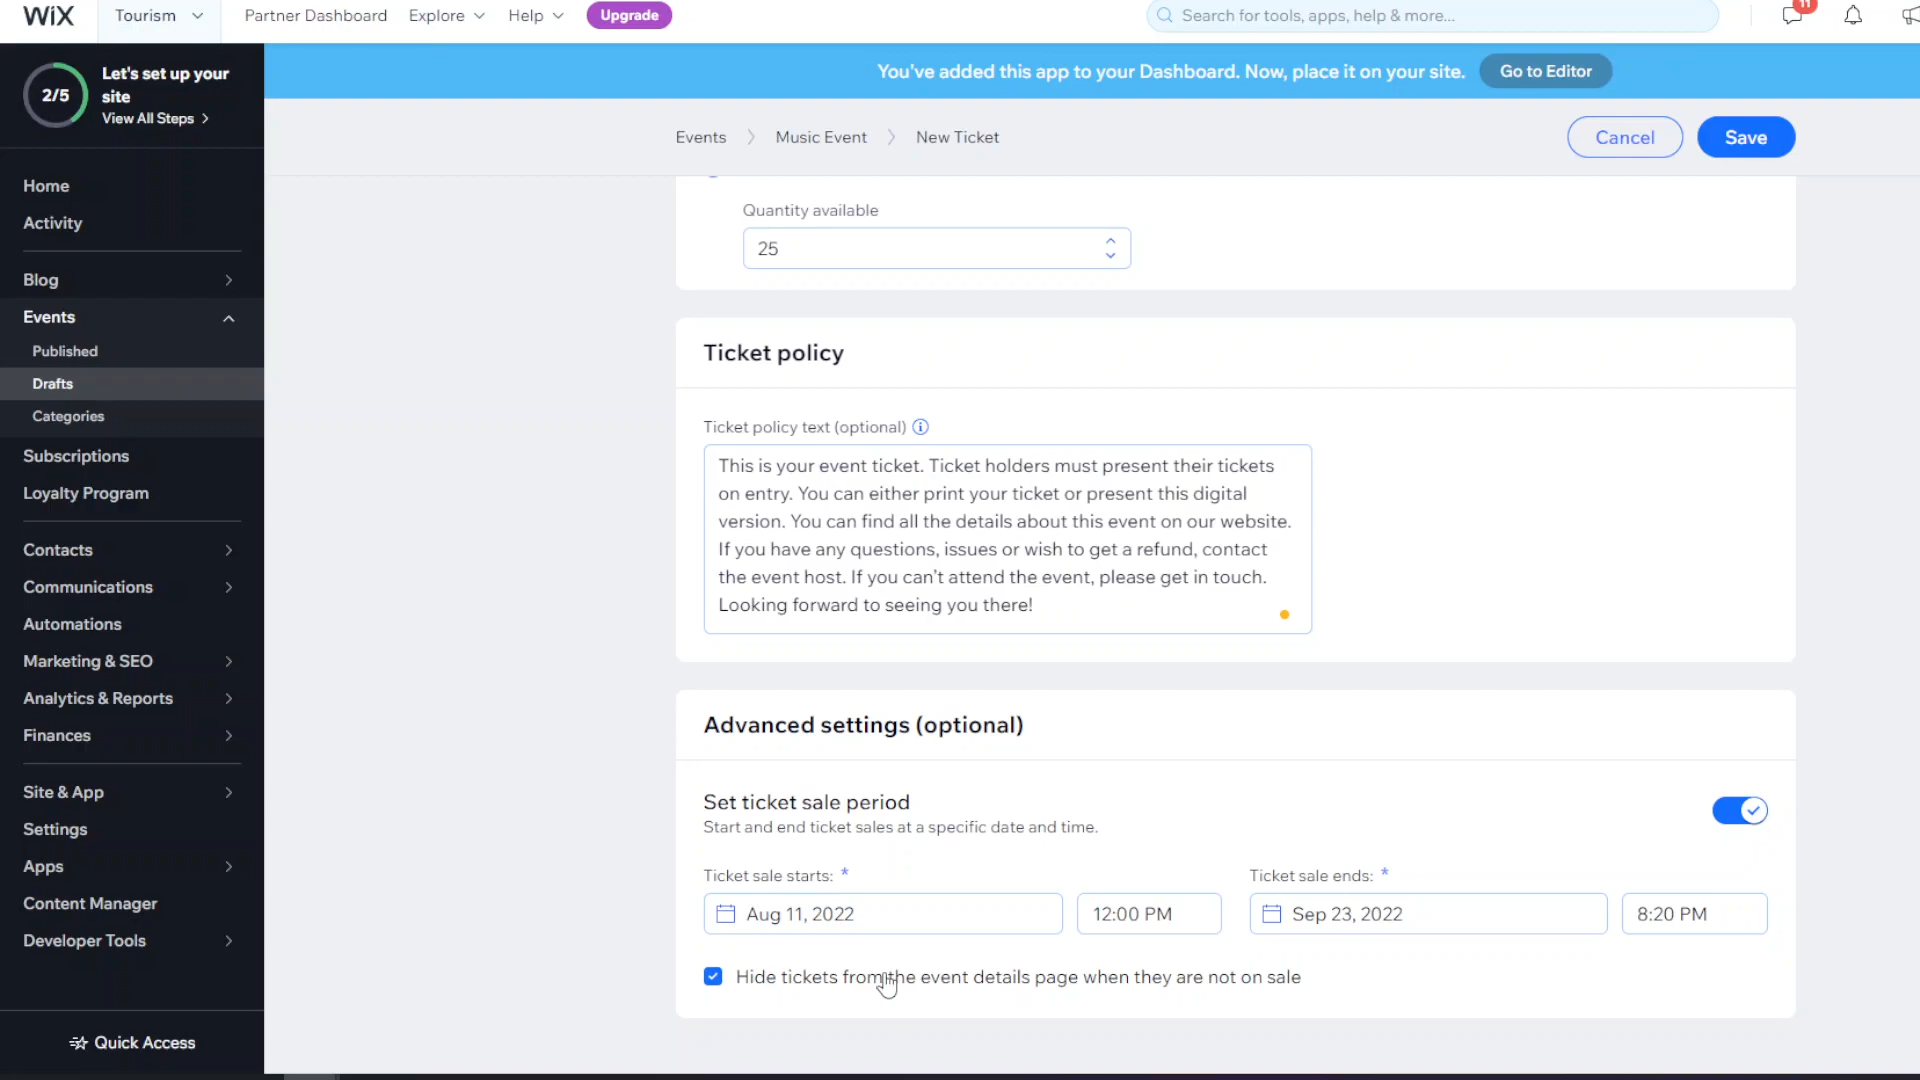 WiX
Tourism
Partner Dashboard
Explore
Help
Upgrade
Search for tools, apps, help & more...
11
2/5
Let's set up your
site
View All Steps
You've added this app to your Dashboard. Now, place it on your site.
Go to Editor
Events
Music Event
New Ticket
Cancel
Save
Home
Activity
Blog
Events
Published
Drafts
Categories
Subscriptions
Loyalty Program
Contacts
Communications
Automations
Marketing & SEO
Analytics & Reports
Finances
Site & App
Settings
Apps
Content Manager
Developer Tools
Quick Access
Quantity available
25
Ticket policy
Ticket policy text (optional)
This is your event ticket. Ticket holders must present their tickets
on entry. You can either print your ticket or present this digital
version. You can find all the details about this event on our website.
If you have any questions, issues or wish to get a refund, contact
the event host. If you can't attend the event, please get in touch.
Looking forward to seeing you there!
Advanced settings (optional)
Set ticket sale period
Start and end ticket sales at a specific date and time.
Ticket sale starts: *
Ticket sale ends: *
Aug 11, 2022
12:00 PM
Sep 23, 2022
8:20 PM
Hide tickets from the event details page when they are not on sale